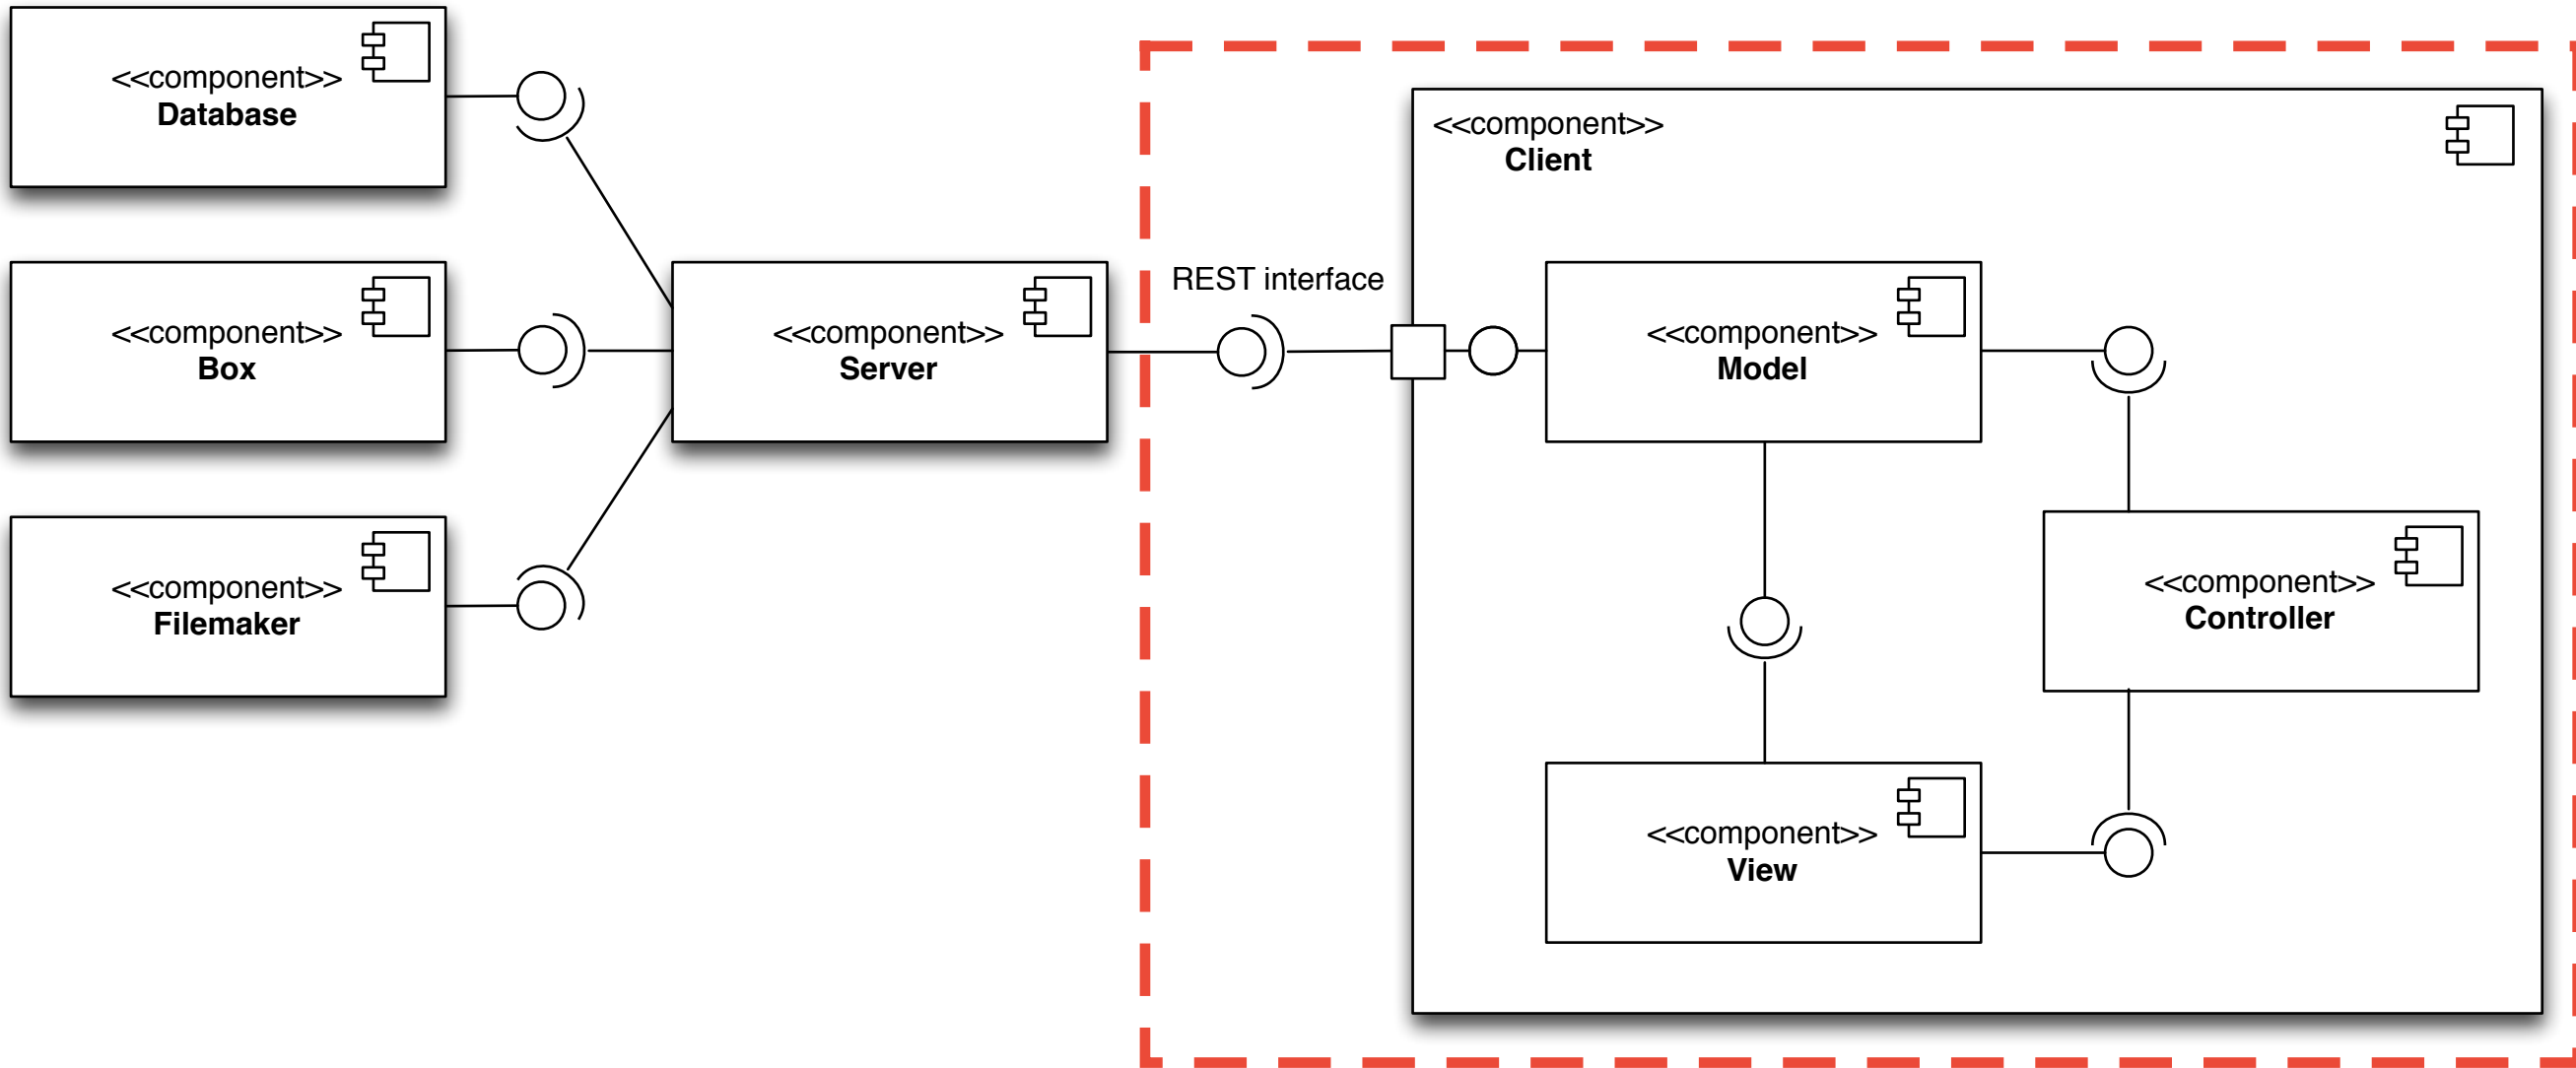 <<component>>
Database
<<component>>
Box
<<component>>
Filemaker
<<component>>
Server
REST interface
<<component>>
Client
<<component>>
Model
<<component>>
Controller
<<component>>
View